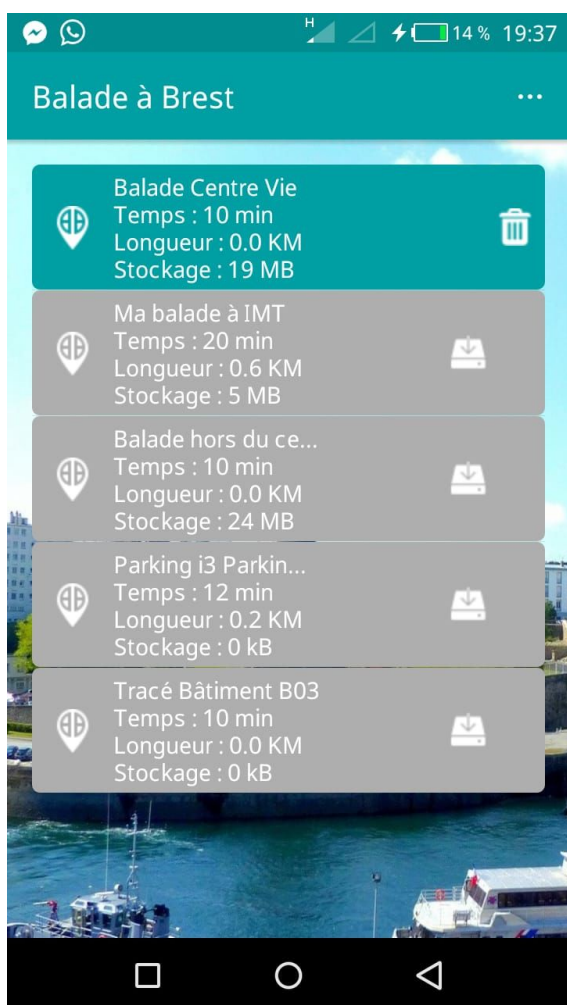 H
14 % 19:37
Balade à Brest
Balade Centre Vie
Temps : 10 min
Longueur : 0.0 KM
Stockage : 19 MB
Ma balade à IMT
Temps : 20 min
Longueur : 0.6 KM
Stockage : 5 MB
Balade hors du ce...
Temps : 10 min
Longueur : 0.0 KM
Stockage : 24 MB
Parking i3 Parkin...
Temps : 12 min
Longueur : 0.2 KM
Stockage : 0 kB
Tracé Bâtiment B03
Temps : 10 min
Longueur : 0.0 KM
Stockage : 0 kB